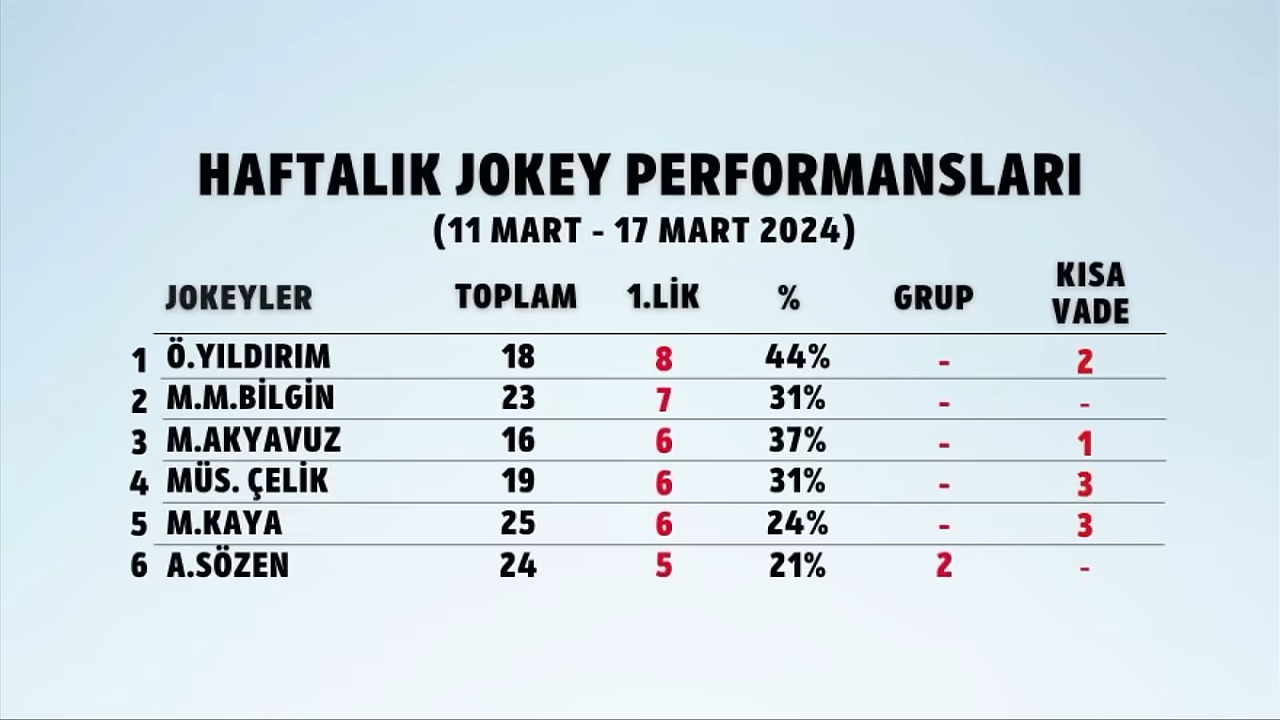 HAFTALIK JOKEY PERFORMANSLARI
(11 MART - 17 MART 2024)
JOKEYLER TOPLAM 1.LİK % GRUP KISA VADE
1 Ö.YILDIRIM 18 8 44% - 2
2 M.M.BİLGİN 23 7 31% - -
3 M.AKYAVUZ 16 6 37% - 1
4 MÜS. ÇELİK 19 6 31% - 3
5 M.KAYA 25 6 24% - 3
6 A.SÖZEN 24 5 21% 2 -